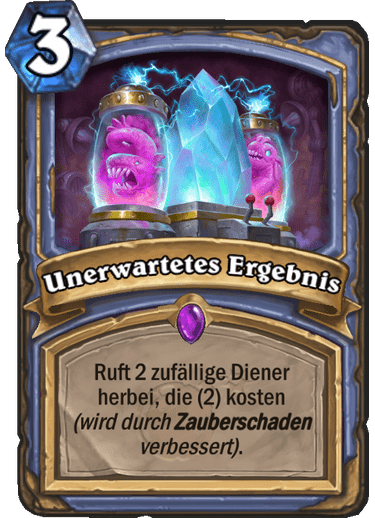 3
Unerwartetes Ergebnis
Ruft 2 zufällige Diener
herbei, die (2) kosten
(wird durch Zauberschaden
verbessert).